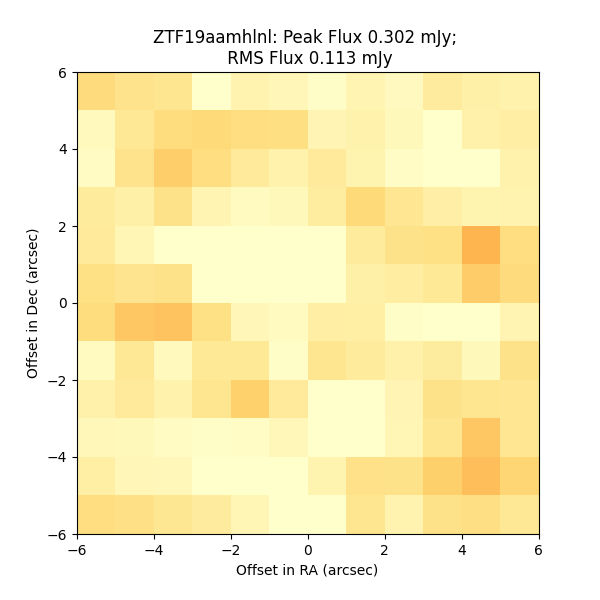 ZTF19aamhlnl: Peak Flux 0.302 mJy;
RMS Flux 0.113 mJy
6
4
2
0
−2
−4
−6
Offset in Dec (arcsec)
−6 −4 −2 0 2 4 6
Offset in RA (arcsec)